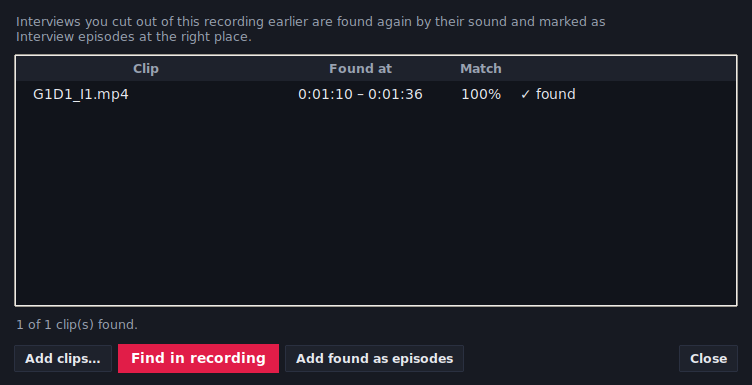 Interviews you cut out of this recording earlier are found again by their sound and marked as
Interview episodes at the right place.
Clip Found at Match
G1D1_I1.mp4 0:01:10 – 0:01:36 100% ✓ found
1 of 1 clip(s) found.
Add clips… Find in recording Add found as episodes Close